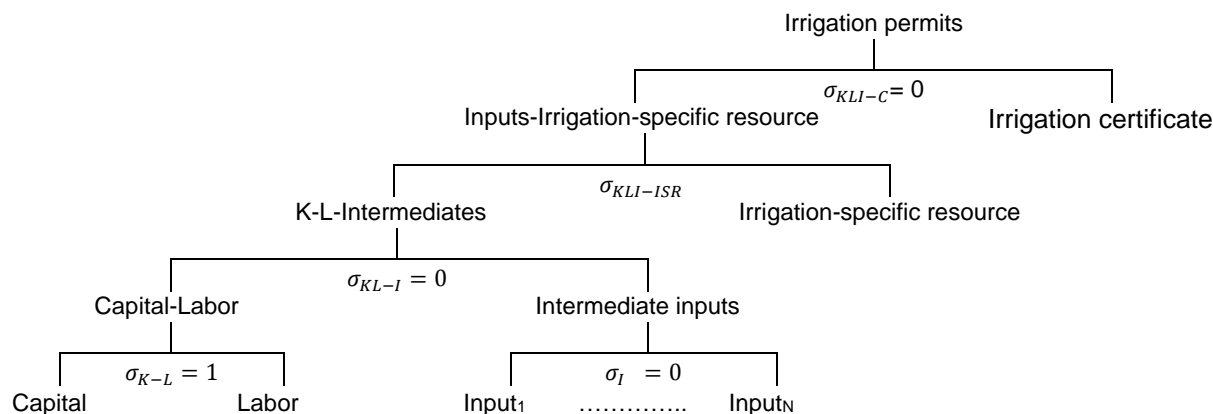 Irrigation permits
σ_{KLI−C}= 0
Inputs-Irrigation-specific resource
Irrigation certificate
σ_{KLI−ISR}
K-L-Intermediates
Irrigation-specific resource
σ_{KL−I} = 0
Capital-Labor
Intermediate inputs
σ_{K−L} = 1
σ_I = 0
Capital
Labor
Input₁
…………..
Input_N